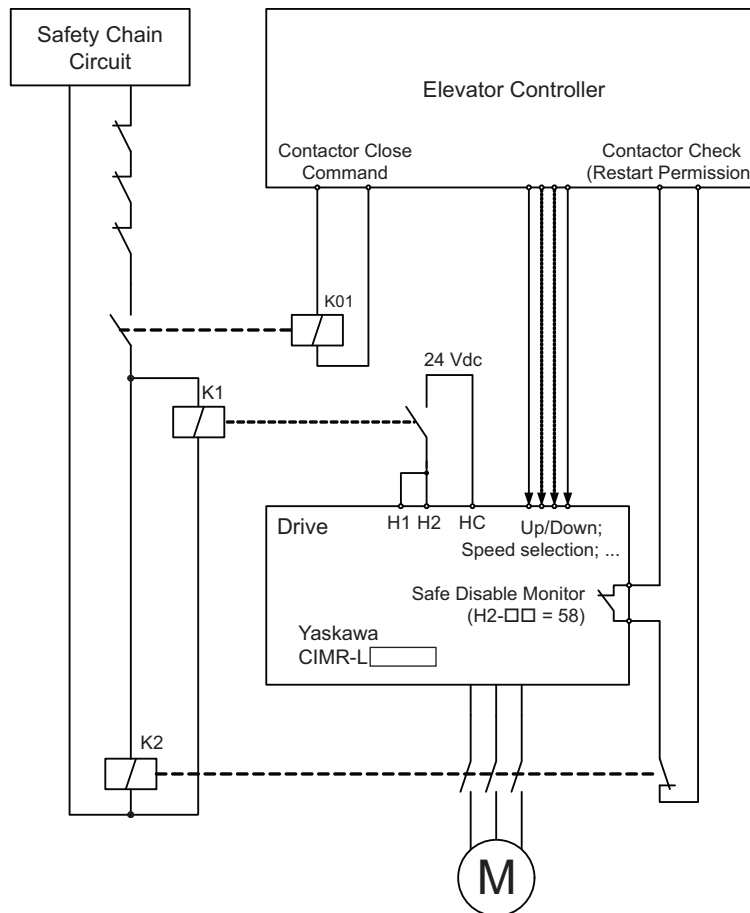 Safety Chain
Circuit
Elevator Controller
Contactor Close
Command
Contactor Check
(Restart Permission
K01
24 Vdc
K1
H1 H2 HC
Drive
Up/Down;
Speed selection; ...
Safe Disable Monitor
(H2-□□ = 58)
Yaskawa
CIMR-L
K2
M